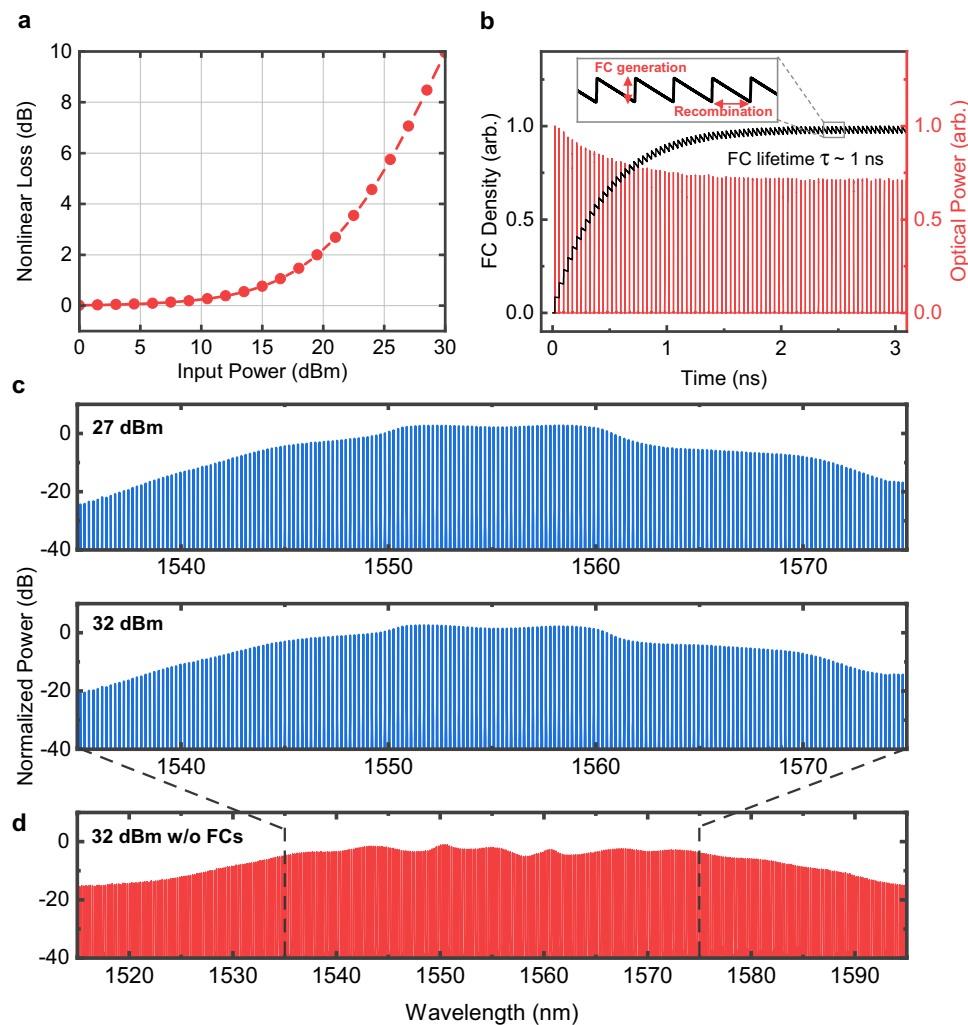 a
Nonlinear Loss (dB)
10
8
6
4
2
0
0 5 10 15 20 25 30
Input Power (dBm)
b
FC generation
Recombination
FC lifetime τ ~ 1 ns
FC Density (arb.)
1.0
0.5
0.0
Optical Power (arb.)
1.0
0.5
0.0
0 1 2 3
Time (ns)
c
Normalized Power (dB)
27 dBm
0
-20
-40
1540 1550 1560 1570
32 dBm
0
-20
-40
1540 1550 1560 1570
d
32 dBm w/o FCs
0
-20
-40
1520 1530 1540 1550 1560 1570 1580 1590
Wavelength (nm)